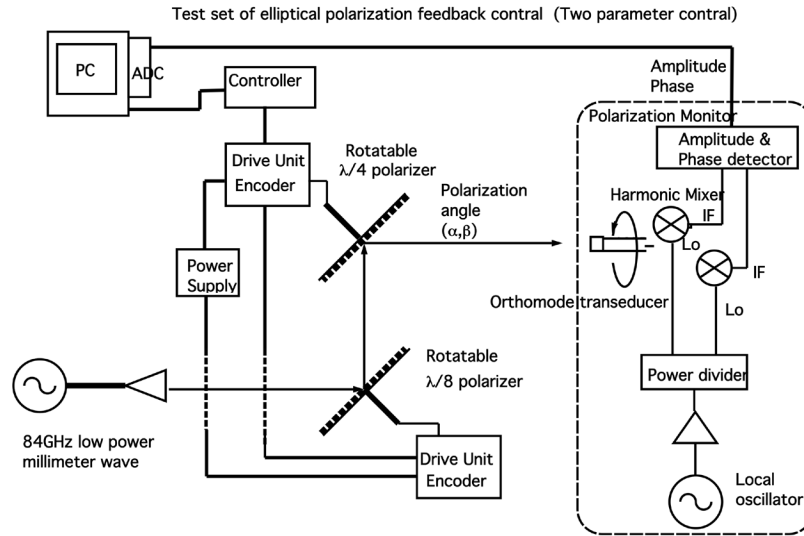 Test set of elliptical polarization feedback contral (Two parameter contral)
PC
ADC
Controller
Amplitude
Phase
Polarization Monitor
Amplitude &
Phase detector
Drive Unit
Encoder
Rotatable
λ/4 polarizer
Polarization
angle
(α,β)
Harmonic Mixer
IF
Lo
IF
Lo
Power
Supply
Orthomode transeducer
Rotatable
λ/8 polarizer
Power divider
84GHz low power
millimeter wave
Drive Unit
Encoder
Local
oscillator